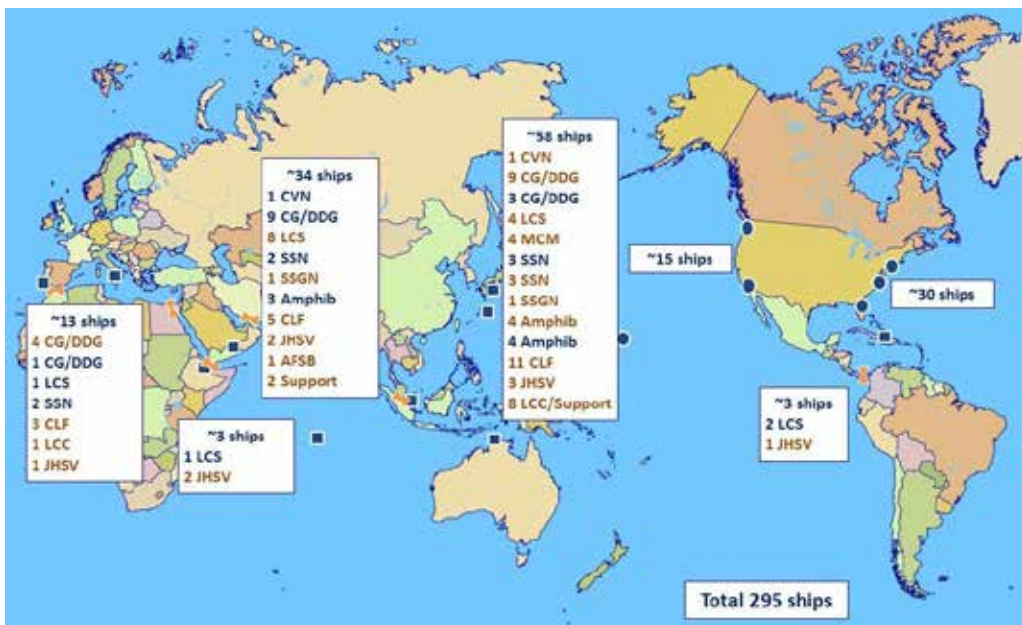 ~13 ships
4 CG/DDG
1 CG/DDG
1 LCS
2 SSN
3 CLF
1 LCC
1 JHSV
~3 ships
1 LCS
2 JHSV
~34 ships
1 CVN
9 CG/DDG
8 LCS
2 SSN
1 SSGN
3 Amphib
5 CLF
2 JHSV
1 AFSB
2 Support
~58 ships
1 CVN
9 CG/DDG
3 CG/DDG
4 LCS
4 MCM
3 SSN
3 SSN
1 SSGN
4 Amphib
4 Amphib
11 CLF
3 JHSV
8 LCC/Support
~15 ships
~30 ships
~3 ships
2 LCS
1 JHSV
Total 295 ships